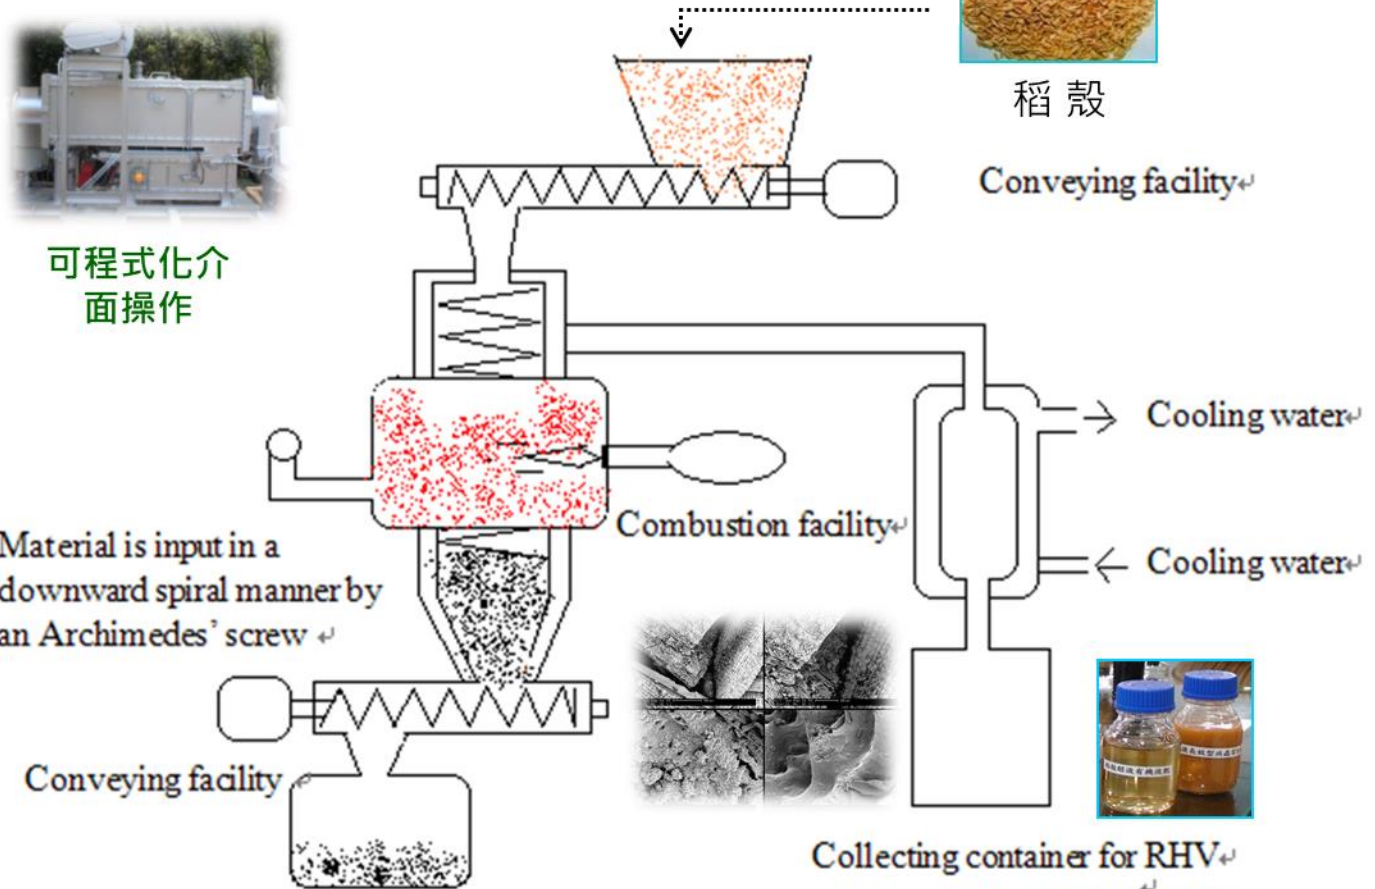 稻 殼
Conveying facility
可程式化介
面操作
Cooling water
Combustion facility
Cooling water
Material is input in a
downward spiral manner by
an Archimedes’ screw
Conveying facility
Collecting container for RHV